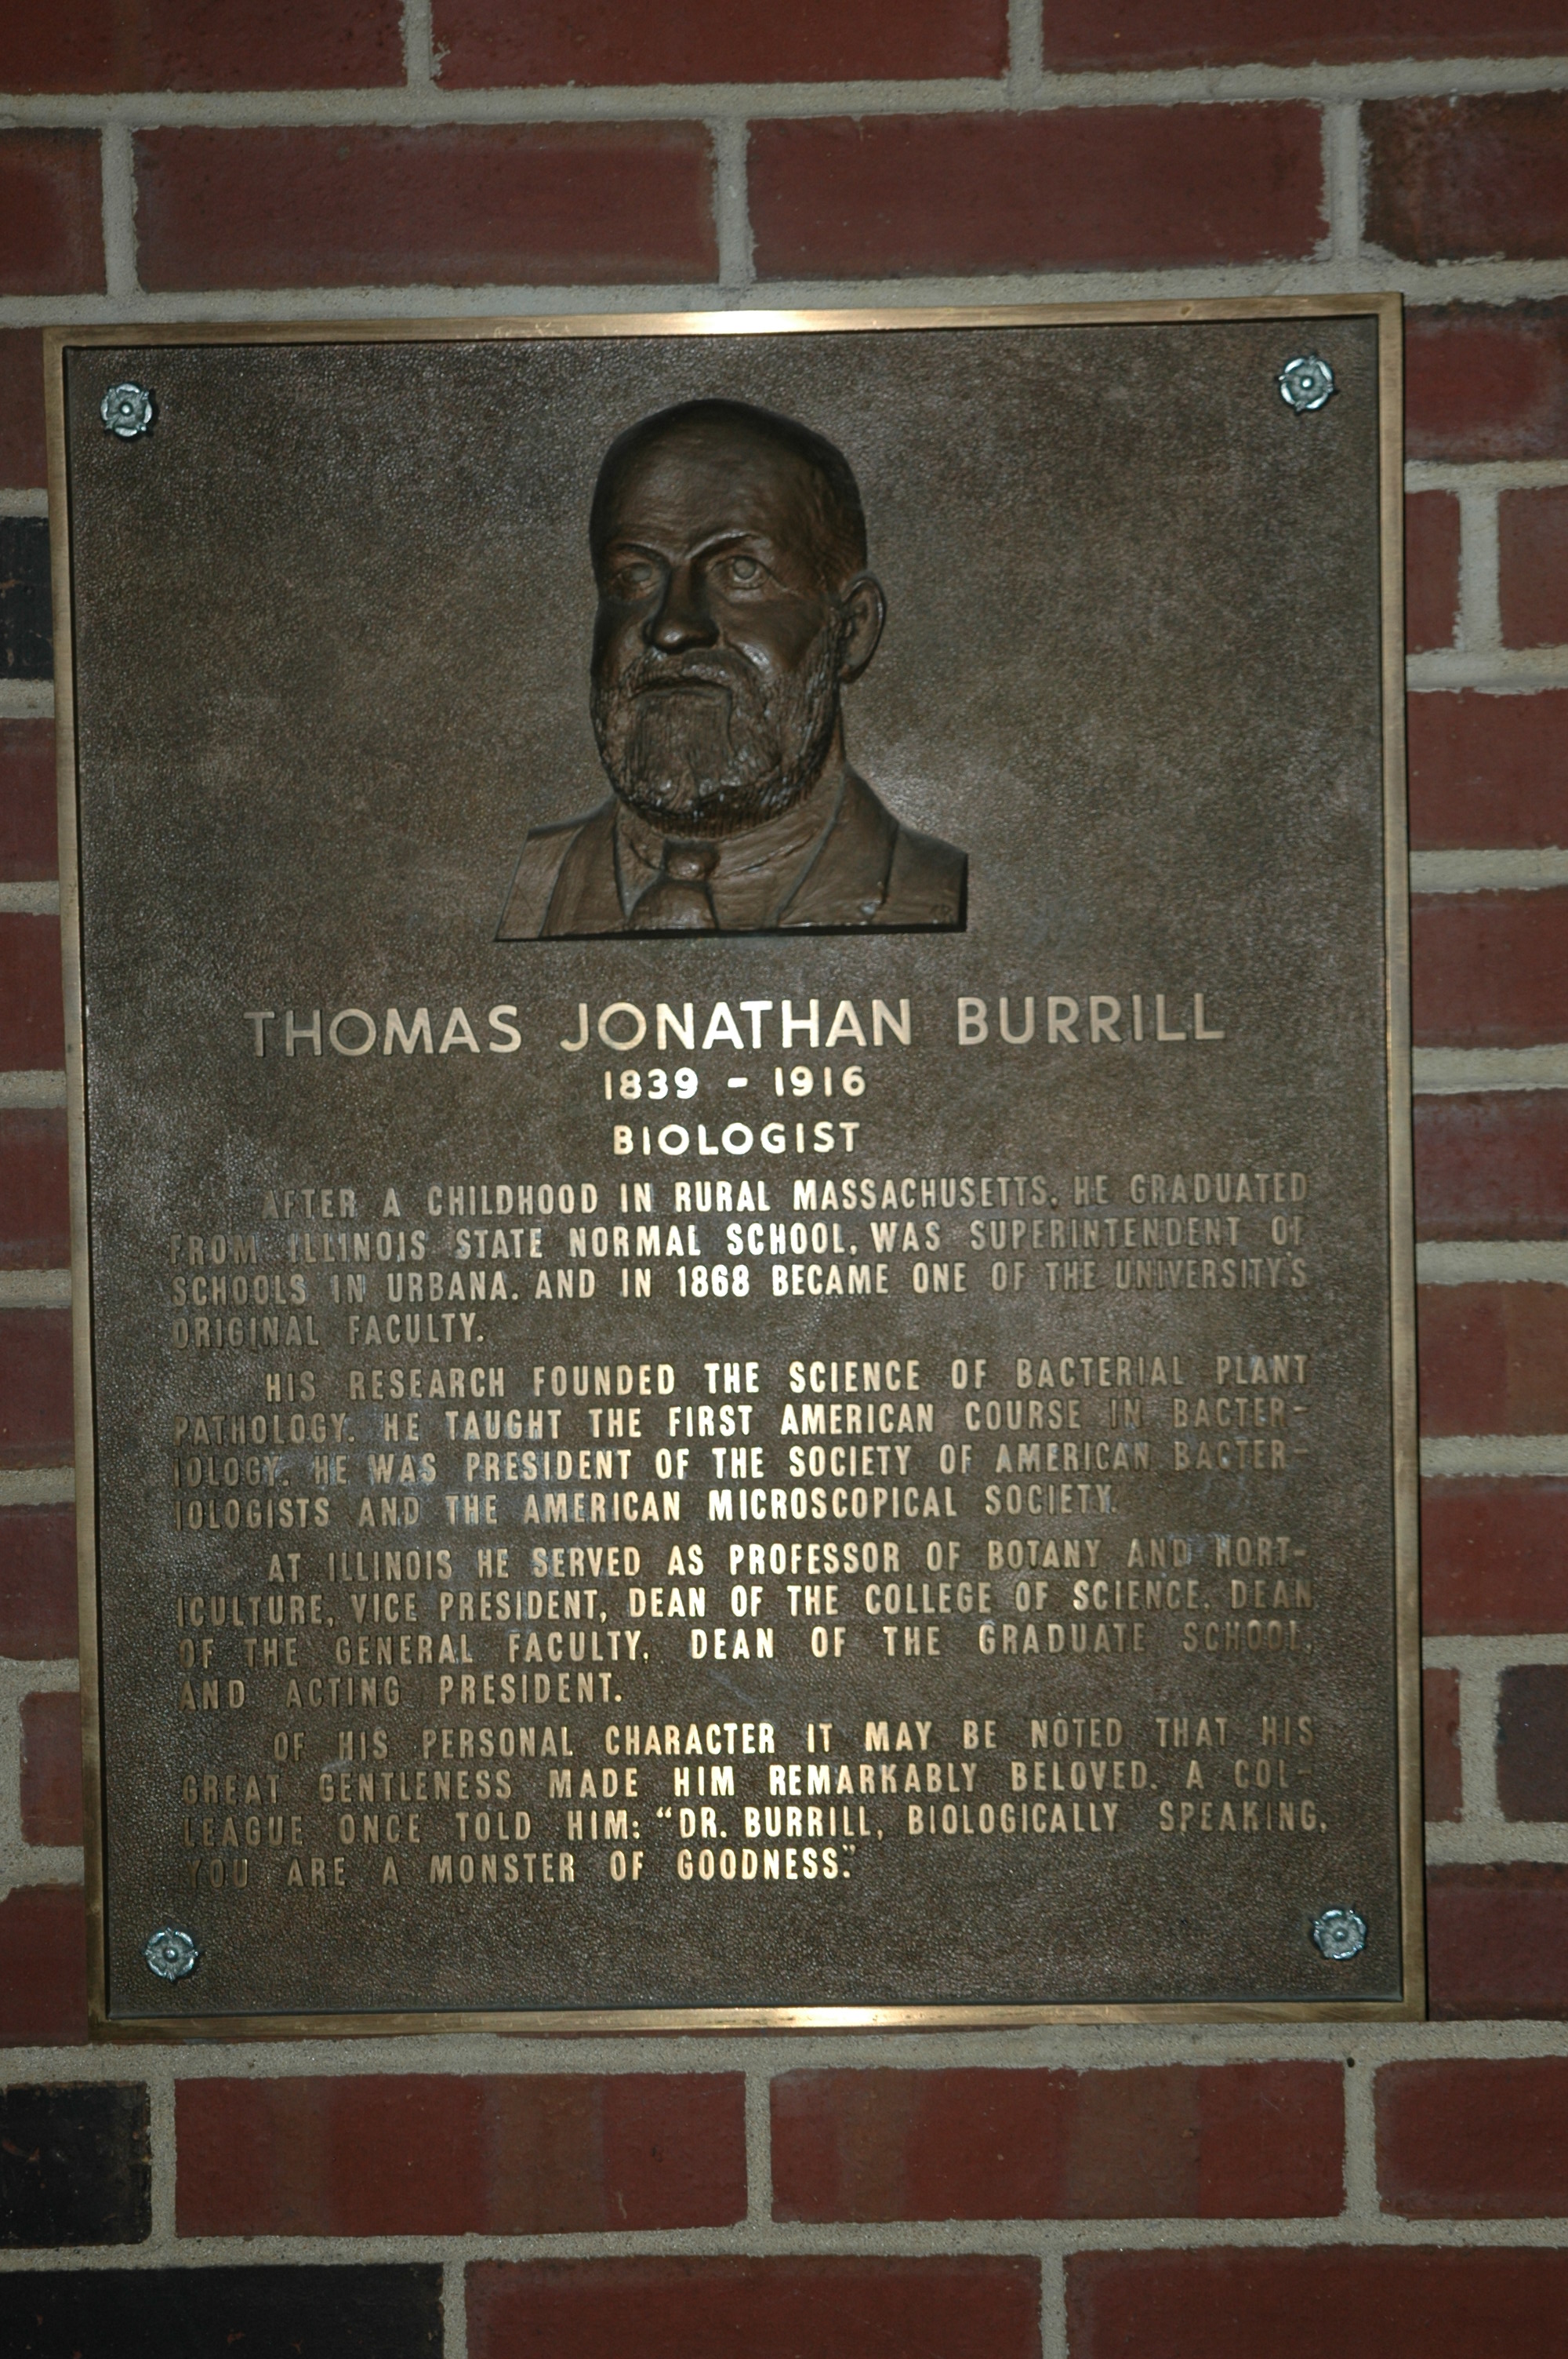 THOMAS JONATHAN BURRILL
1839 - 1916
BIOLOGIST
AFTER A CHILDHOOD IN RURAL MASSACHUSETTS, HE GRADUATED
FROM ILLINOIS STATE NORMAL SCHOOL, WAS SUPERINTENDENT OF
SCHOOLS IN URBANA, AND IN 1868 BECAME ONE OF THE UNIVERSITY'S
ORIGINAL FACULTY.
HIS RESEARCH FOUNDED THE SCIENCE OF BACTERIAL PLANT
PATHOLOGY. HE TAUGHT THE FIRST AMERICAN COURSE IN BACTER-
IOLOGY. HE WAS PRESIDENT OF THE SOCIETY OF AMERICAN BACTER-
IOLOGISTS AND THE AMERICAN MICROSCOPICAL SOCIETY.
AT ILLINOIS HE SERVED AS PROFESSOR OF BOTANY AND HORT-
ICULTURE, VICE PRESIDENT, DEAN OF THE COLLEGE OF SCIENCE, DEAN
OF THE GENERAL FACULTY, DEAN OF THE GRADUATE SCHOOL,
AND ACTING PRESIDENT.
OF HIS PERSONAL CHARACTER IT MAY BE NOTED THAT HIS
GREAT GENTLENESS MADE HIM REMARKABLY BELOVED. A COL-
LEAGUE ONCE TOLD HIM: "DR. BURRILL, BIOLOGICALLY SPEAKING,
YOU ARE A MONSTER OF GOODNESS."